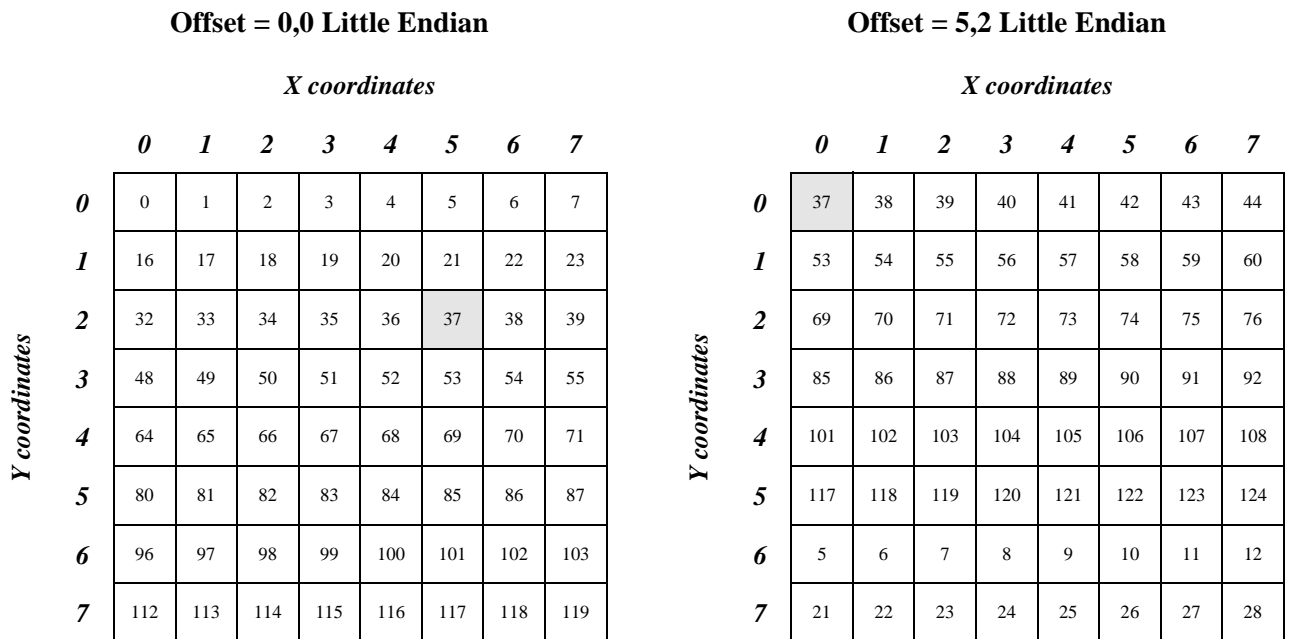 Offset = 0,0 Little Endian
X coordinates
0 1 2 3 4 5 6 7
Y coordinates
0 0 1 2 3 4 5 6 7
1 16 17 18 19 20 21 22 23
2 32 33 34 35 36 37 38 39
3 48 49 50 51 52 53 54 55
4 64 65 66 67 68 69 70 71
5 80 81 82 83 84 85 86 87
6 96 97 98 99 100 101 102 103
7 112 113 114 115 116 117 118 119
Offset = 5,2 Little Endian
X coordinates
0 1 2 3 4 5 6 7
Y coordinates
0 37 38 39 40 41 42 43 44
1 53 54 55 56 57 58 59 60
2 69 70 71 72 73 74 75 76
3 85 86 87 88 89 90 91 92
4 101 102 103 104 105 106 107 108
5 117 118 119 120 121 122 123 124
6 5 6 7 8 9 10 11 12
7 21 22 23 24 25 26 27 28